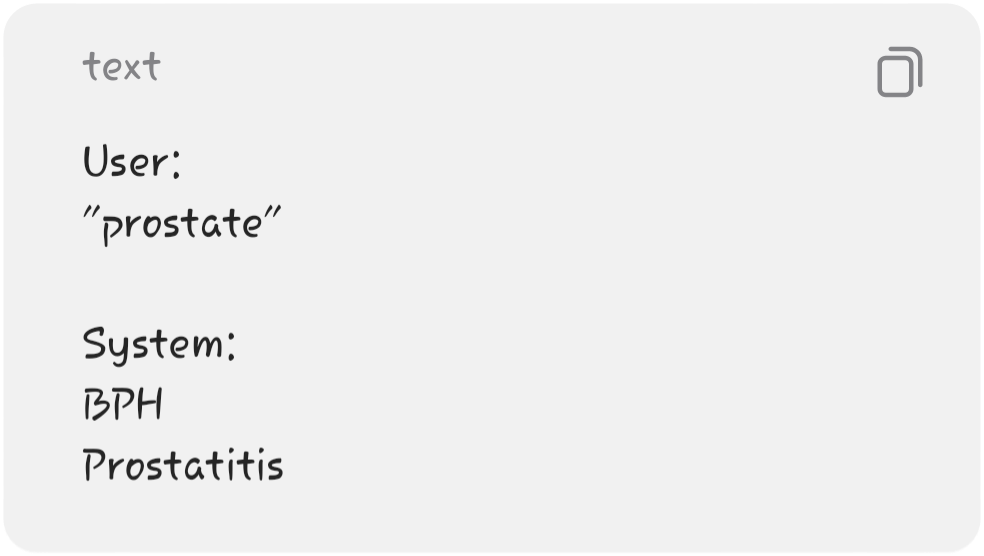 text
User:
"prostate"
System:
BPH
Prostatitis